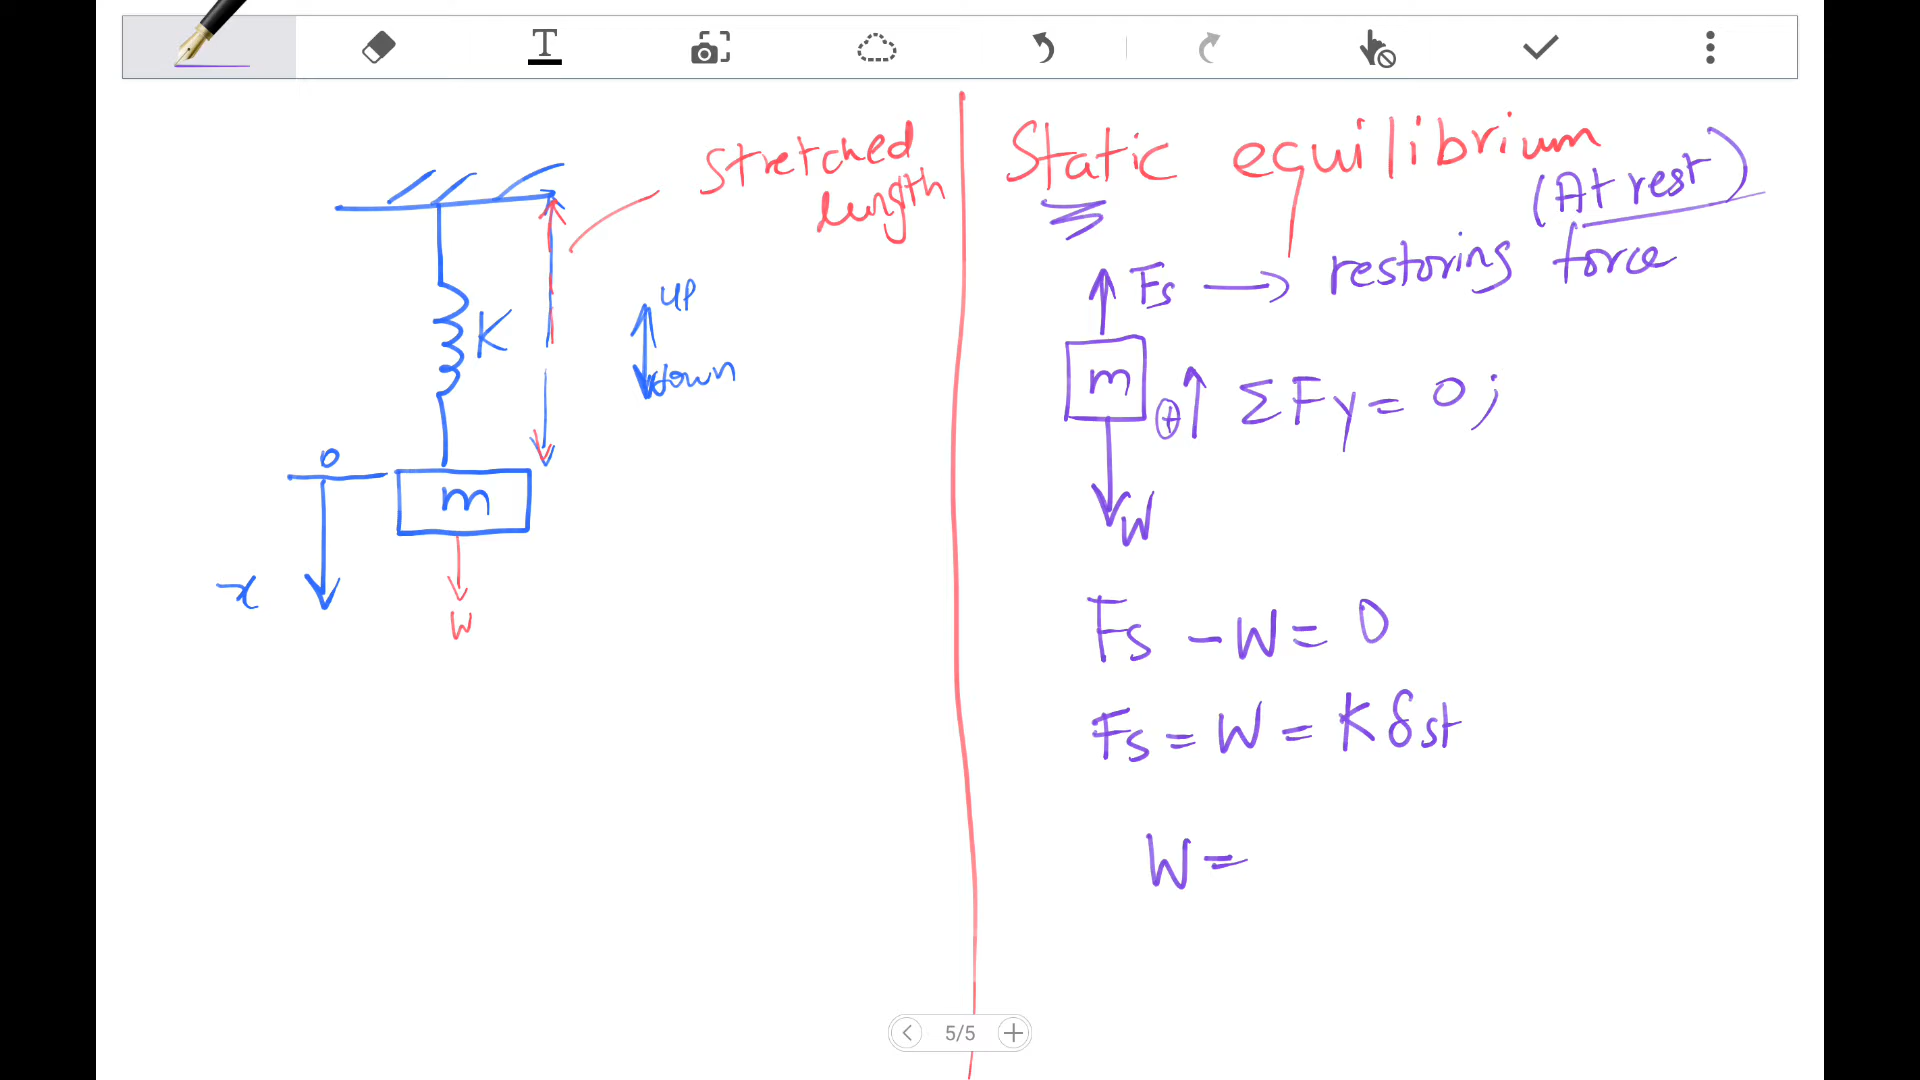 T
Stretched
length
UP
down
K
0
m
x
W
Static equilibrium
(At rest)
Fs → restoring force
m
⊕↑ ΣFy = 0;
W
Fs - W = 0
Fs = W = K δst
W =
5/5